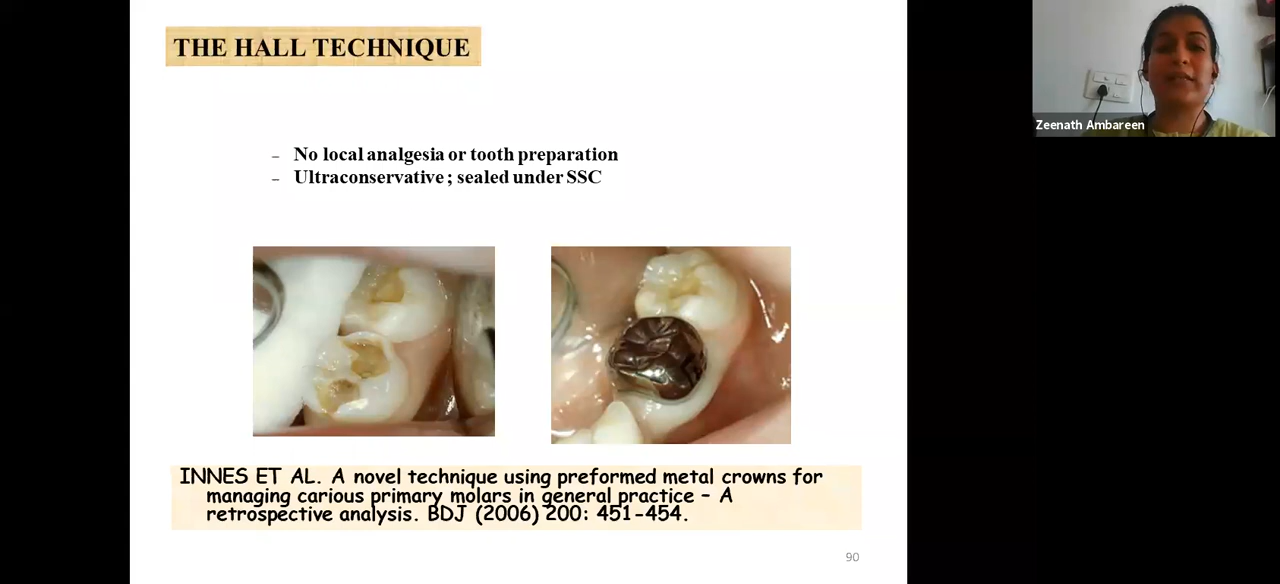 THE HALL TECHNIQUE
– No local analgesia or tooth preparation
– Ultraconservative ; sealed under SSC
INNES ET AL. A novel technique using preformed metal crowns for
managing carious primary molars in general practice – A
retrospective analysis. BDJ (2006) 200: 451-454.
90
Zeenath Ambareen